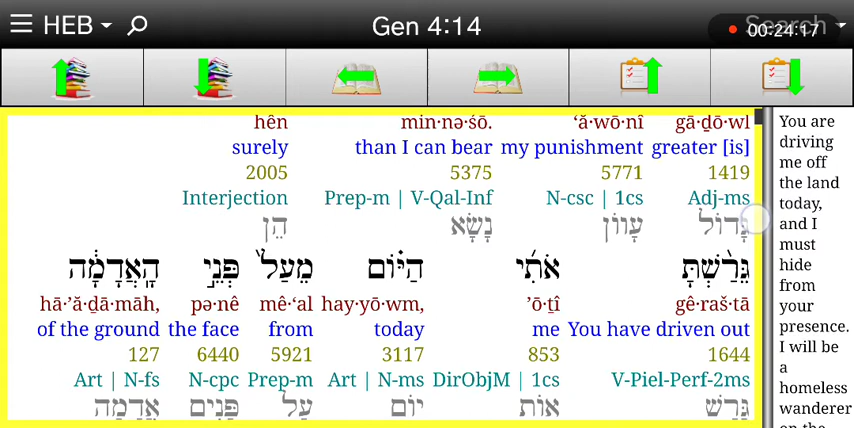 HEB
Gen 4:14
Search
00:24:17
hên min·nə·śō. ‘ă·wō·nî gā·ḏō·wl
surely than I can bear my punishment greater [is]
2005 5375 5771 1419
Interjection Prep-m | V-Qal-Inf N-csc | 1cs Adj-ms
גָּדוֹל עָווֹן נָשָׂא הֵן
גֵּרַ֨שְׁתָּ אֹתִ֜י הַיּ֗וֹם מֵעַל֙ פְּנֵ֣י הָֽאֲדָמָ֔ה
hā·’ă·ḏā·māh, pə·nê mê·‘al hay·yō·wm, ’ō·ṯî gê·raš·tā
of the ground the face from today me You have driven out
127 6440 5921 3117 853 1644
Art | N-fs N-cpc Prep-m Art | N-ms DirObjM | 1cs V-Piel-Perf-2ms
גָּרַשׁ אוֹת יוֹם עַל פָּנִים אֲדָמָה
You are
driving
me off
the land
today,
and I
must
hide
from
your
presence.
I will be
a
homeless
wanderer
on the